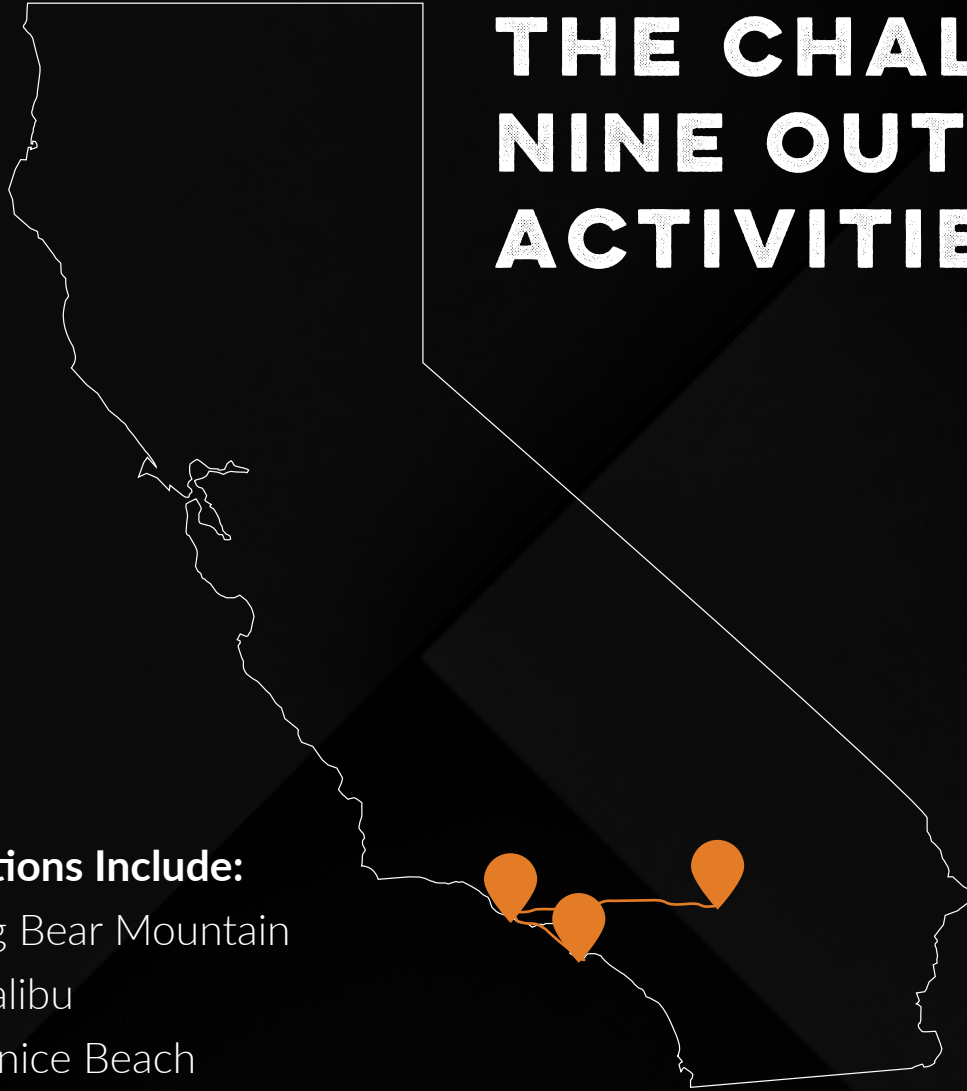 THE CHAL
NINE OUT
ACTIVITIE
tions Include:
g Bear Mountain
alibu
nice Beach